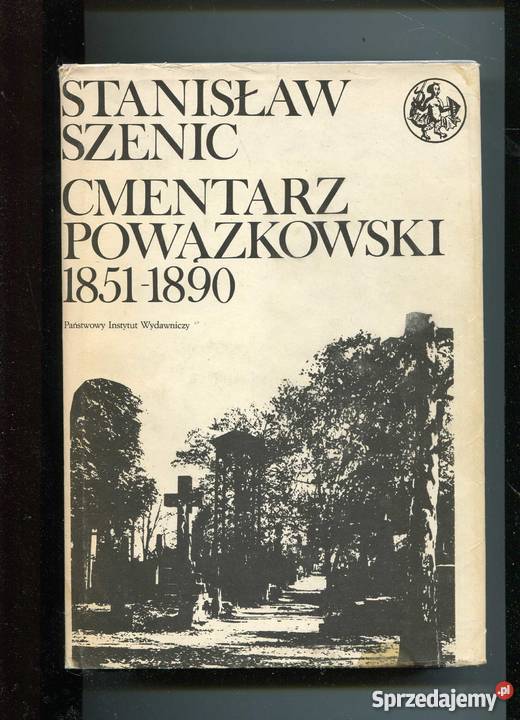 STANISŁAW
SZENIC
CMENTARZ
POWĄZKOWSKI
1851-1890
Państwowy Instytut Wydawniczy
Sprzedajemy.pl